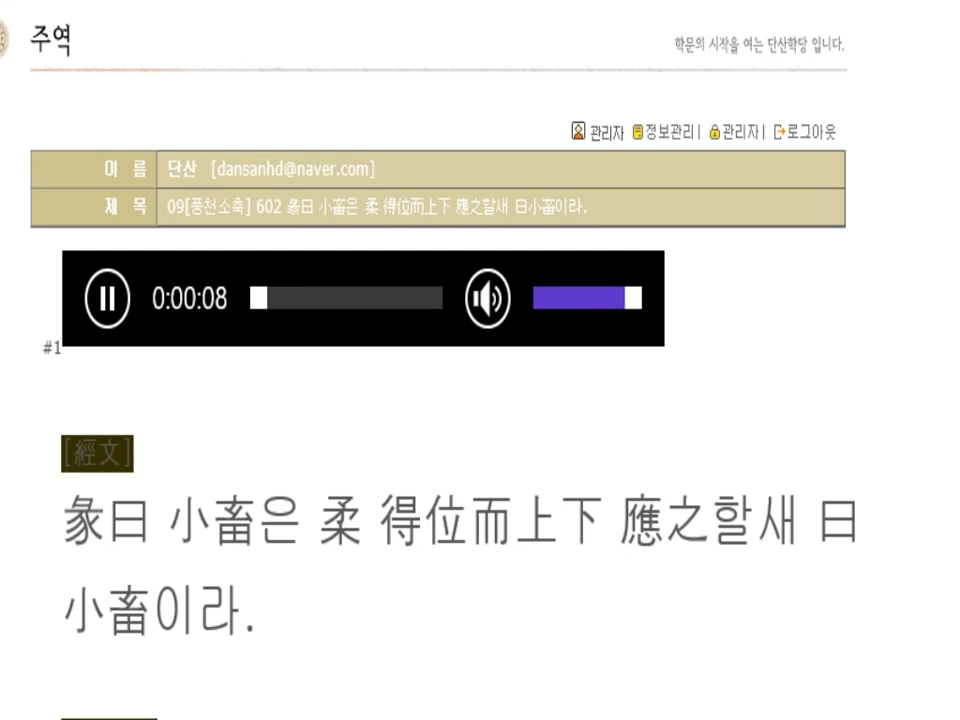 주역
학문의 시작을 여는 단산학당 입니다.
관리자 정보관리 | 관리자 | 로그아웃
이 름 단산 [dansanhd@naver.com]
제 목 09[풍천소축] 602 彖曰 小畜은 柔 得位而上下 應之할새 曰小畜이라.
0:00:08
#1
[經文]
彖曰 小畜은 柔 得位而上下 應之할새 曰
小畜이라.